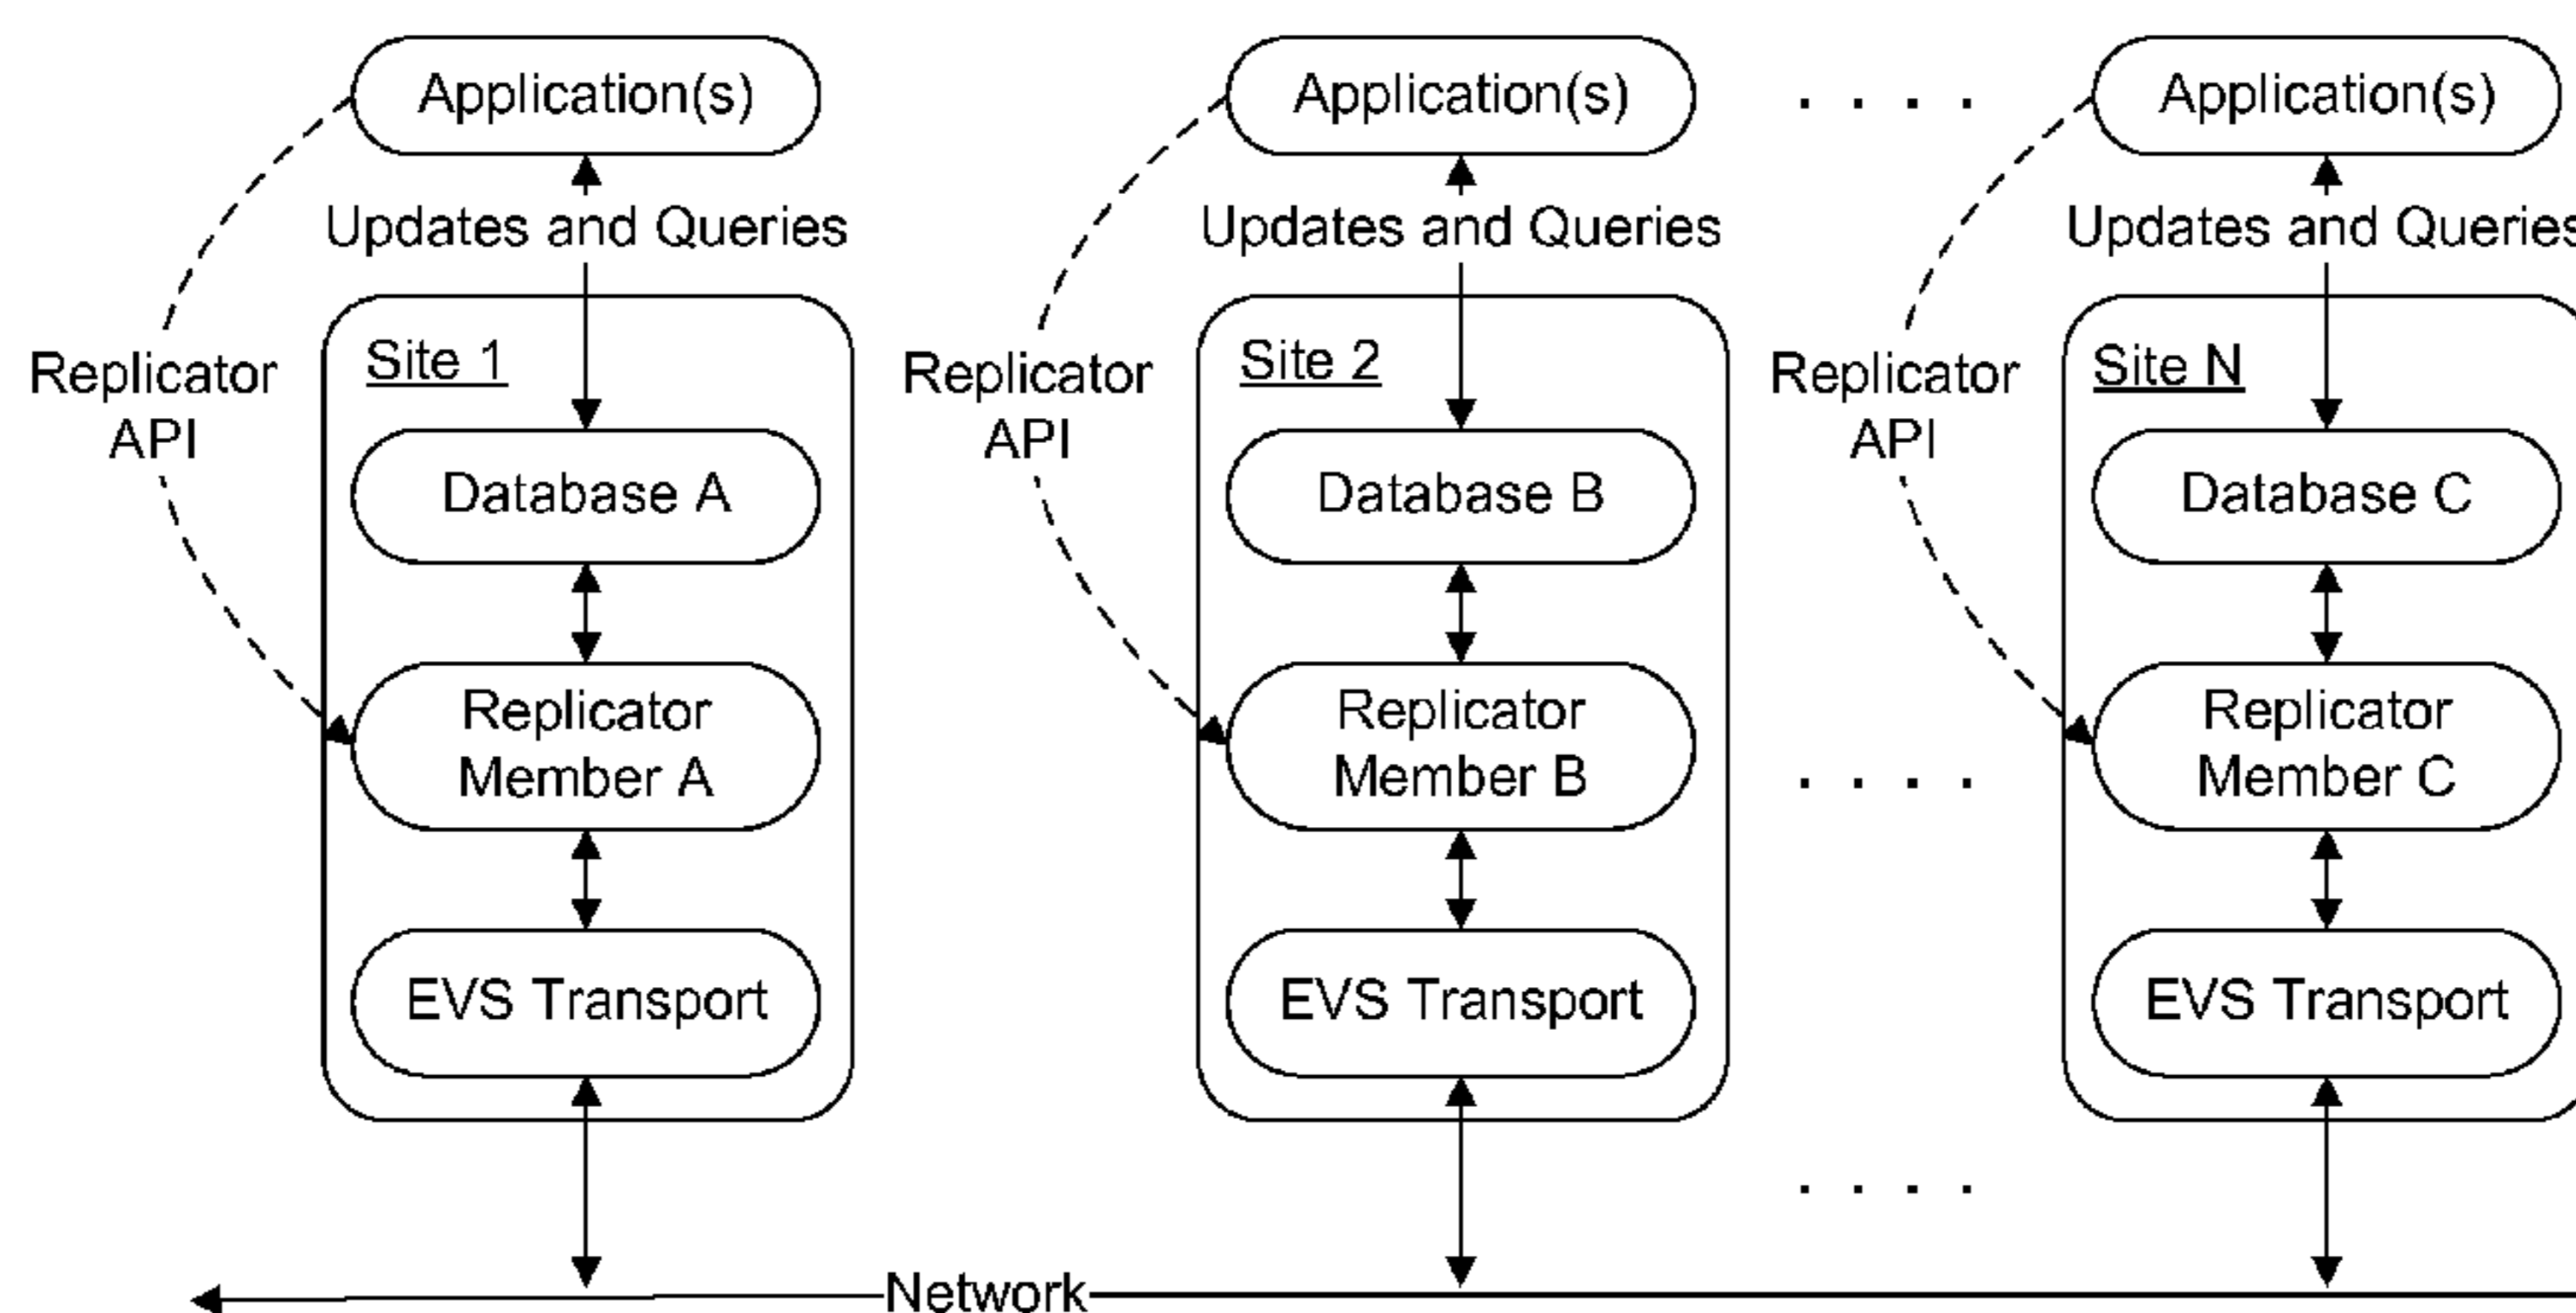 Application(s)
Application(s)
. . . .
Application(s)
Updates and Queries
Updates and Queries
Updates and Queries
Site 1
Site 2
Site N
Replicator
API
Replicator
API
Replicator
API
Database A
Database B
Database C
Replicator
Member A
Replicator
Member B
. . . .
Replicator
Member C
EVS Transport
EVS Transport
EVS Transport
. . . .
Network